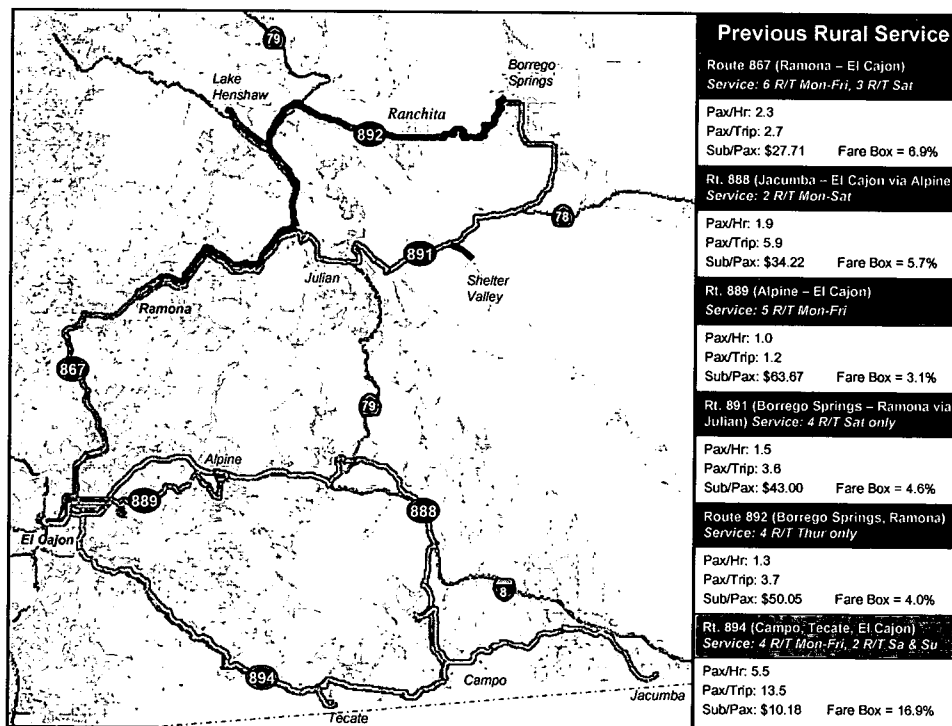 79
Lake
Henshaw
Borrego
Springs
Ranchita
892
78
891
Julian
Shelter
Valley
Ramona
867
79
Alpine
889
888
El Cajon
8
894
Campo
Tecate
Jacumba
Previous Rural Service
Route 867 (Ramona – El Cajon)
Service: 6 R/T Mon-Fri, 3 R/T Sat
Pax/Hr: 2.3
Pax/Trip: 2.7
Sub/Pax: $27.71 Fare Box = 6.9%
Rt. 888 (Jacumba – El Cajon via Alpine
Service: 2 R/T Mon-Sat
Pax/Hr: 1.9
Pax/Trip: 5.9
Sub/Pax: $34.22 Fare Box = 5.7%
Rt. 889 (Alpine – El Cajon)
Service: 5 R/T Mon-Fri
Pax/Hr: 1.0
Pax/Trip: 1.2
Sub/Pax: $63.67 Fare Box = 3.1%
Rt. 891 (Borrego Springs – Ramona via
Julian) Service: 4 R/T Sat only
Pax/Hr: 1.5
Pax/Trip: 3.6
Sub/Pax: $43.00 Fare Box = 4.6%
Route 892 (Borrego Springs, Ramona)
Service: 4 R/T Thur only
Pax/Hr: 1.3
Pax/Trip: 3.7
Sub/Pax: $50.05 Fare Box = 4.0%
Rt. 894 (Campo, Tecate, El Cajon)
Service: 4 R/T Mon-Fri, 2 R/T Sa & Su
Pax/Hr: 5.5
Pax/Trip: 13.5
Sub/Pax: $10.18 Fare Box = 16.9%